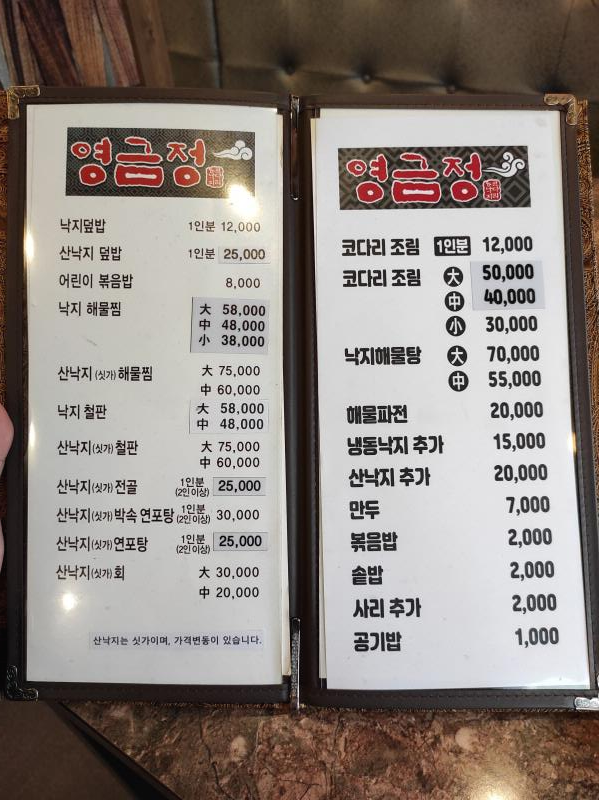 영금정
낙지덮밥 1인분 12,000
산낙지 덮밥 1인분 25,000
어린이 볶음밥 8,000
낙지 해물찜 大 58,000
中 48,000
小 38,000
산낙지(싯가)해물찜 大 75,000
中 60,000
낙지 철판 大 58,000
中 48,000
산낙지(싯가)철판 大 75,000
中 60,000
산낙지(싯가)전골 1인분 (2인이상) 25,000
산낙지(싯가)박속 연포탕 1인분 (2인이상) 30,000
산낙지(싯가)연포탕 1인분 (2인이상) 25,000
산낙지(싯가)회 大 30,000
中 20,000
산낙지는 싯가이며, 가격변동이 있습니다.
영금정
코다리 조림 1인분 12,000
코다리 조림 大 50,000
中 40,000
小 30,000
낙지해물탕 大 70,000
中 55,000
해물파전 20,000
냉동낙지 추가 15,000
산낙지 추가 20,000
만두 7,000
볶음밥 2,000
솥밥 2,000
사리 추가 2,000
공기밥 1,000